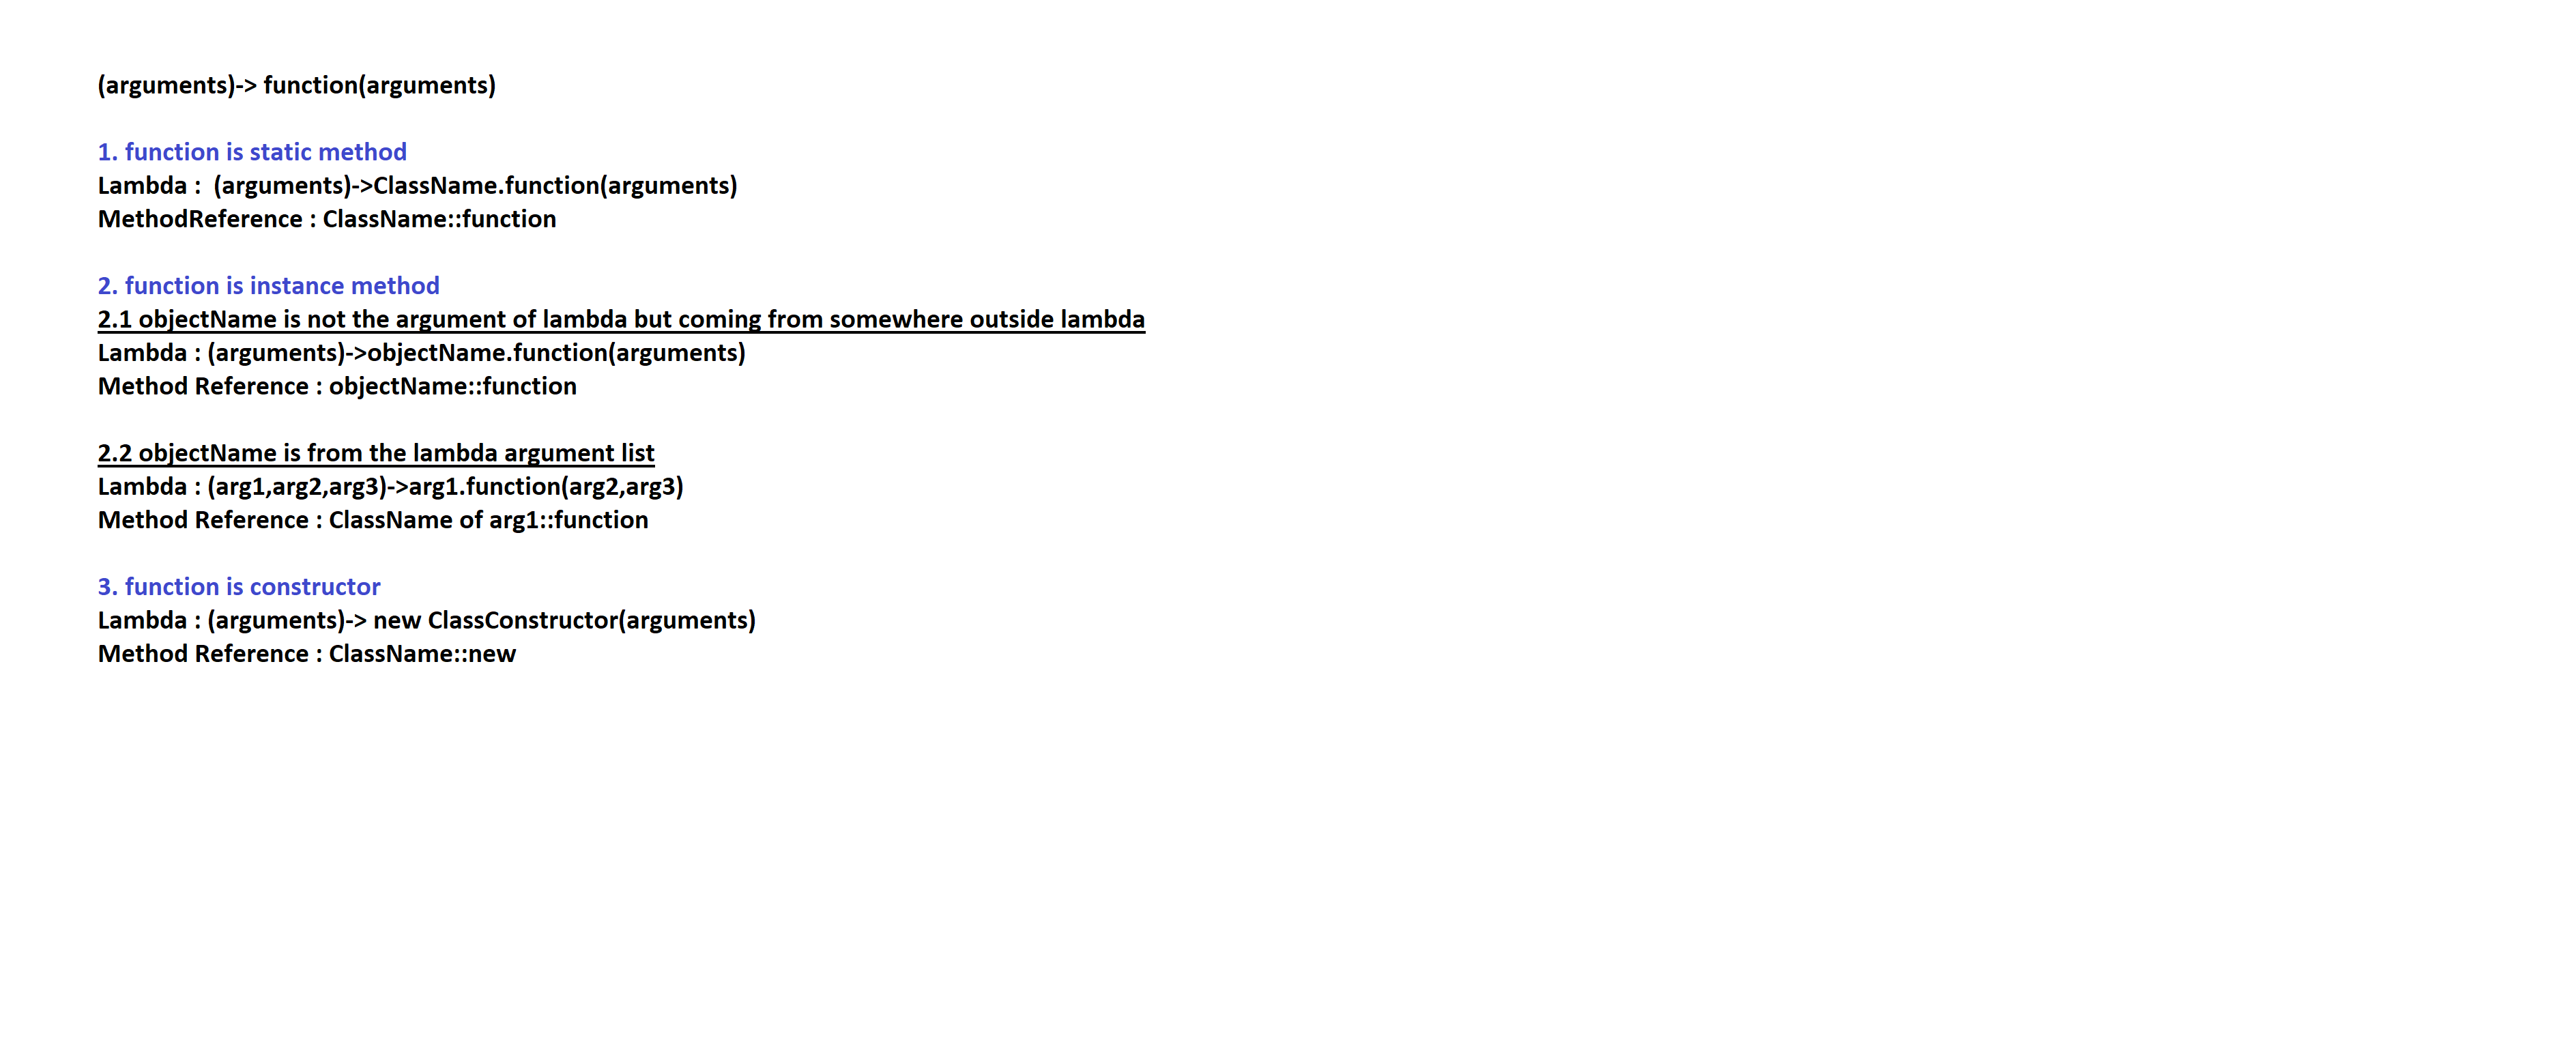 (arguments)-> function(arguments)
1. function is static method
Lambda :  (arguments)->ClassName.function(arguments)
MethodReference : ClassName::function
2. function is instance method
2.1 objectName is not the argument of lambda but coming from somewhere outside lambda
Lambda : (arguments)->objectName.function(arguments)
Method Reference : objectName::function
2.2 objectName is from the lambda argument list
Lambda : (arg1,arg2,arg3)->arg1.function(arg2,arg3)
Method Reference : ClassName of arg1::function
3. function is constructor
Lambda : (arguments)-> new ClassConstructor(arguments)
Method Reference : ClassName::new